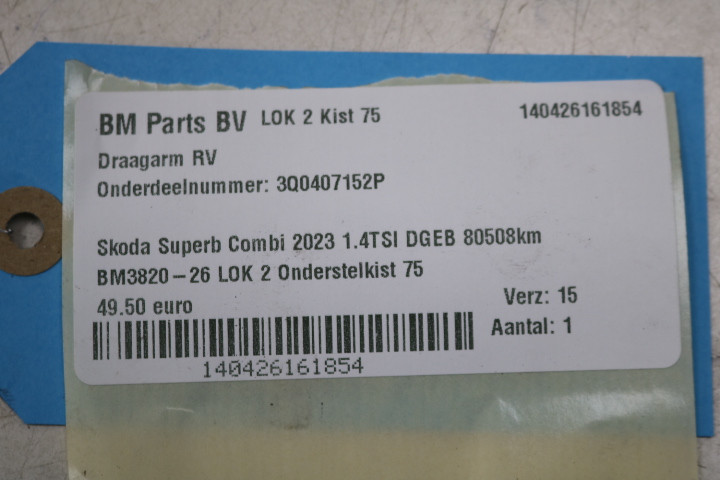 BM Parts BV LOK 2 Kist 75 140426161854
Draagarm RV
Onderdeelnummer: 3Q0407152P
Skoda Superb Combi 2023 1.4TSI DGEB 80508km
BM3820-26 LOK 2 Onderstelkist 75
49.50 euro Verz: 15
Aantal: 1
140426161854